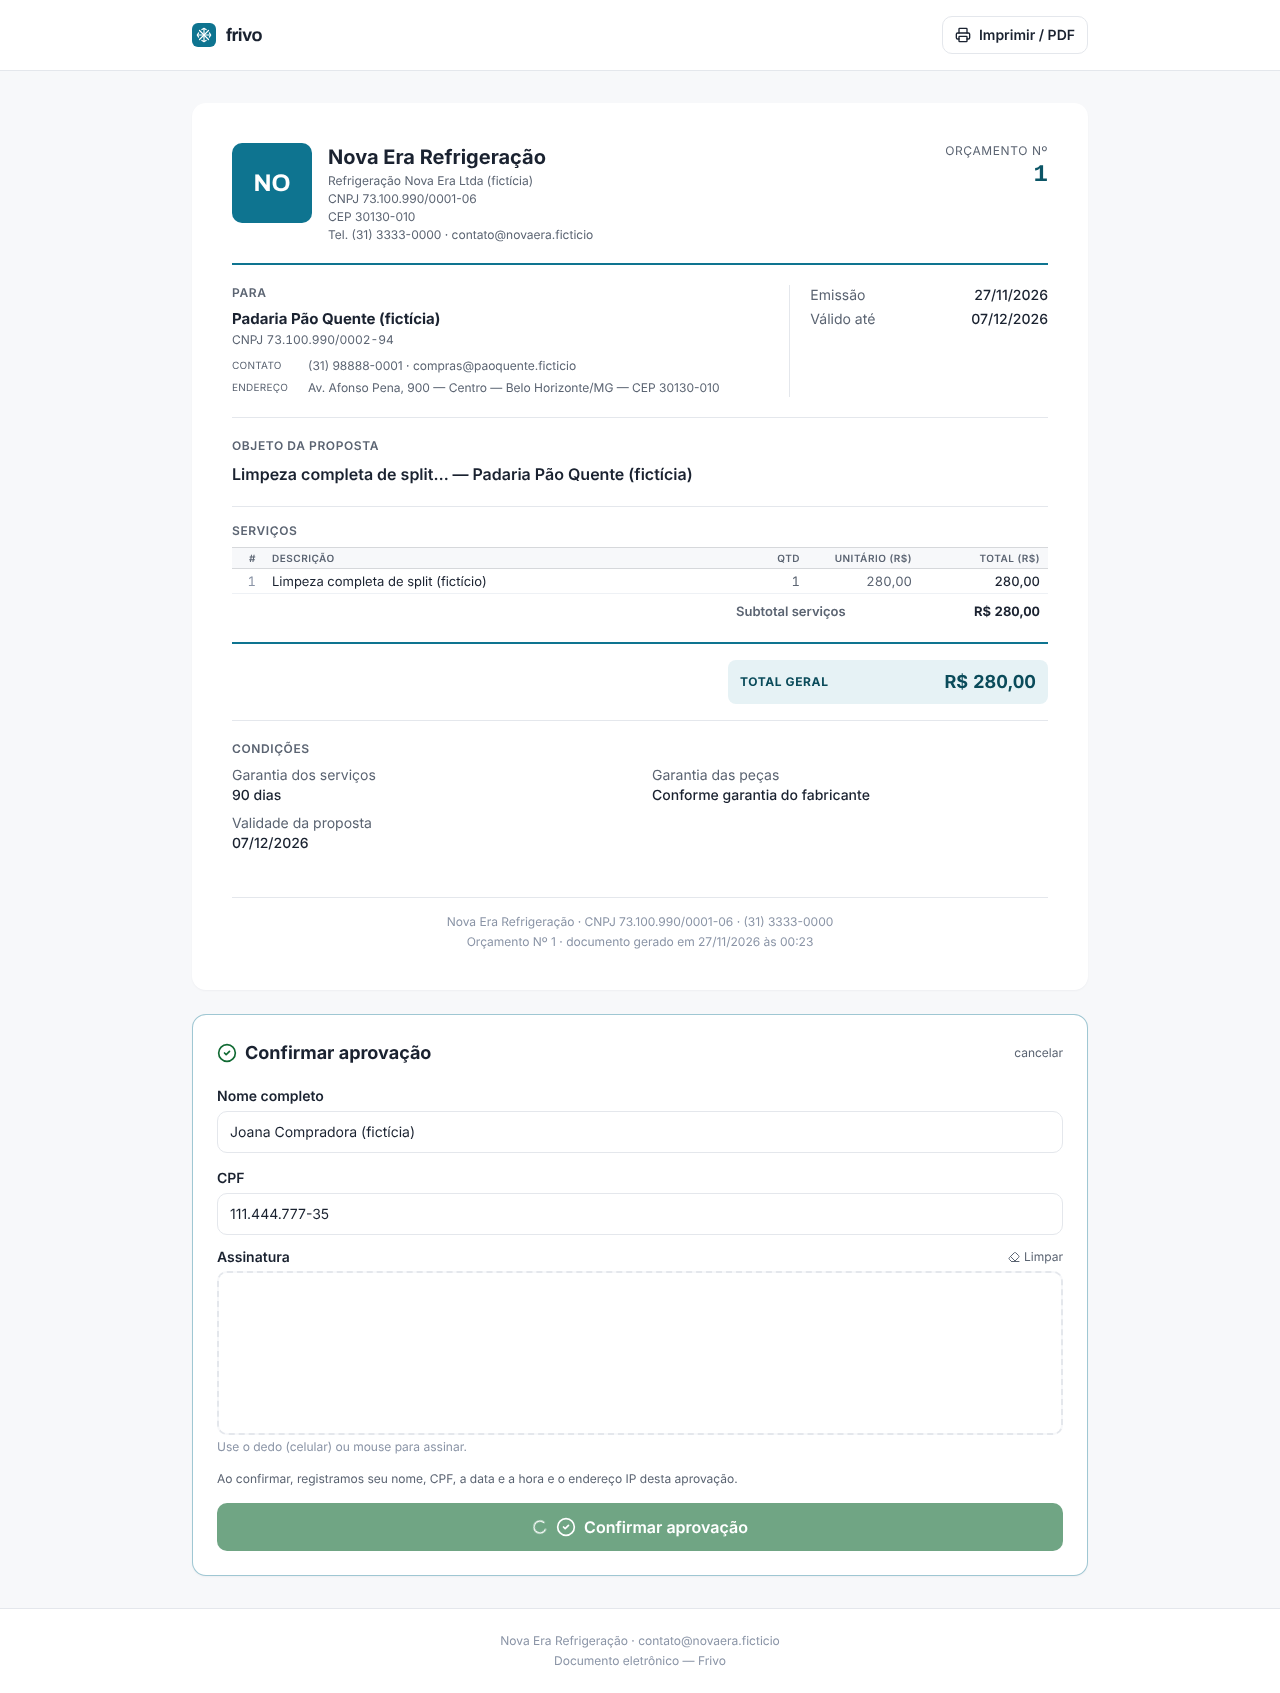 frivo
Imprimir / PDF
NO
Nova Era Refrigeração
Refrigeração Nova Era Ltda (fictícia)
CNPJ 73.100.990/0001-06
CEP 30130-010
Tel. (31) 3333-0000 · contato@novaera.ficticio
ORÇAMENTO Nº
1
PARA
Padaria Pão Quente (fictícia)
CNPJ 73.100.990/0002-94
CONTATO (31) 98888-0001 · compras@paoquente.ficticio
ENDEREÇO Av. Afonso Pena, 900 — Centro — Belo Horizonte/MG — CEP 30130-010
Emissão 27/11/2026
Válido até 07/12/2026
OBJETO DA PROPOSTA
Limpeza completa de split… — Padaria Pão Quente (fictícia)
SERVIÇOS
# DESCRIÇÃO QTD UNITÁRIO (R$) TOTAL (R$)
1 Limpeza completa de split (fictício) 1 280,00 280,00
Subtotal serviços R$ 280,00
TOTAL GERAL R$ 280,00
CONDIÇÕES
Garantia dos serviços
90 dias
Garantia das peças
Conforme garantia do fabricante
Validade da proposta
07/12/2026
Nova Era Refrigeração · CNPJ 73.100.990/0001-06 · (31) 3333-0000
Orçamento Nº 1 · documento gerado em 27/11/2026 às 00:23
Confirmar aprovação
cancelar
Nome completo
Joana Compradora (fictícia)
CPF
111.444.777-35
Assinatura
Limpar
Use o dedo (celular) ou mouse para assinar.
Ao confirmar, registramos seu nome, CPF, a data e a hora e o endereço IP desta aprovação.
Confirmar aprovação
Nova Era Refrigeração · contato@novaera.ficticio
Documento eletrônico — Frivo